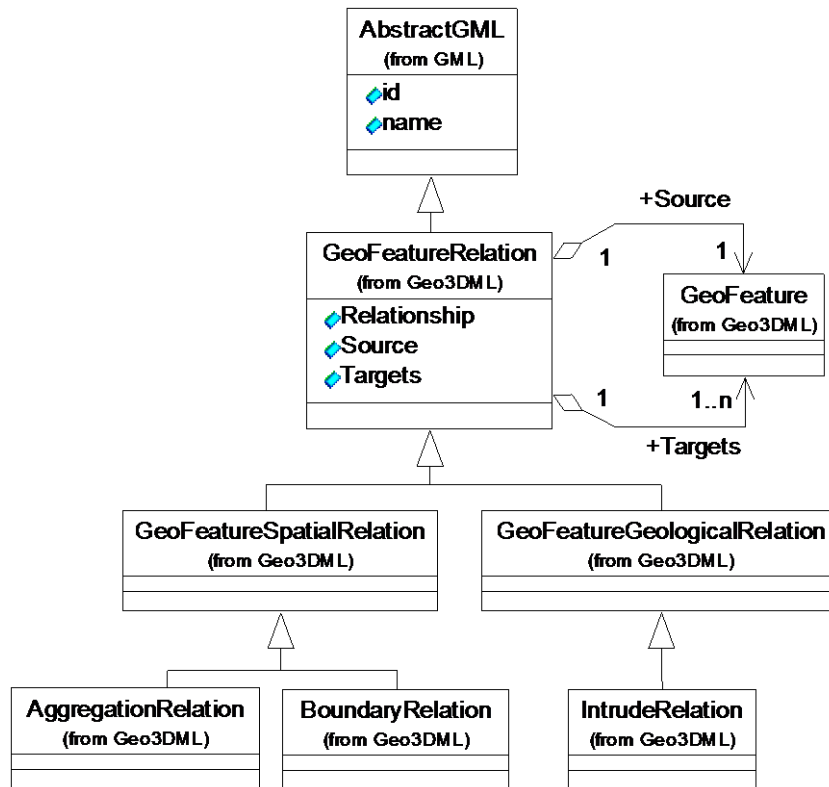 AbstractGML
(from GML)
id
name
+Source
GeoFeatureRelation
(from Geo3DML)
1
1
GeoFeature
(from Geo3DML)
Relationship
Source
Targets
1
1..n
+Targets
GeoFeatureSpatialRelation
(from Geo3DML)
GeoFeatureGeologicalRelation
(from Geo3DML)
AggregationRelation
(from Geo3DML)
BoundaryRelation
(from Geo3DML)
IntrudeRelation
(from Geo3DML)